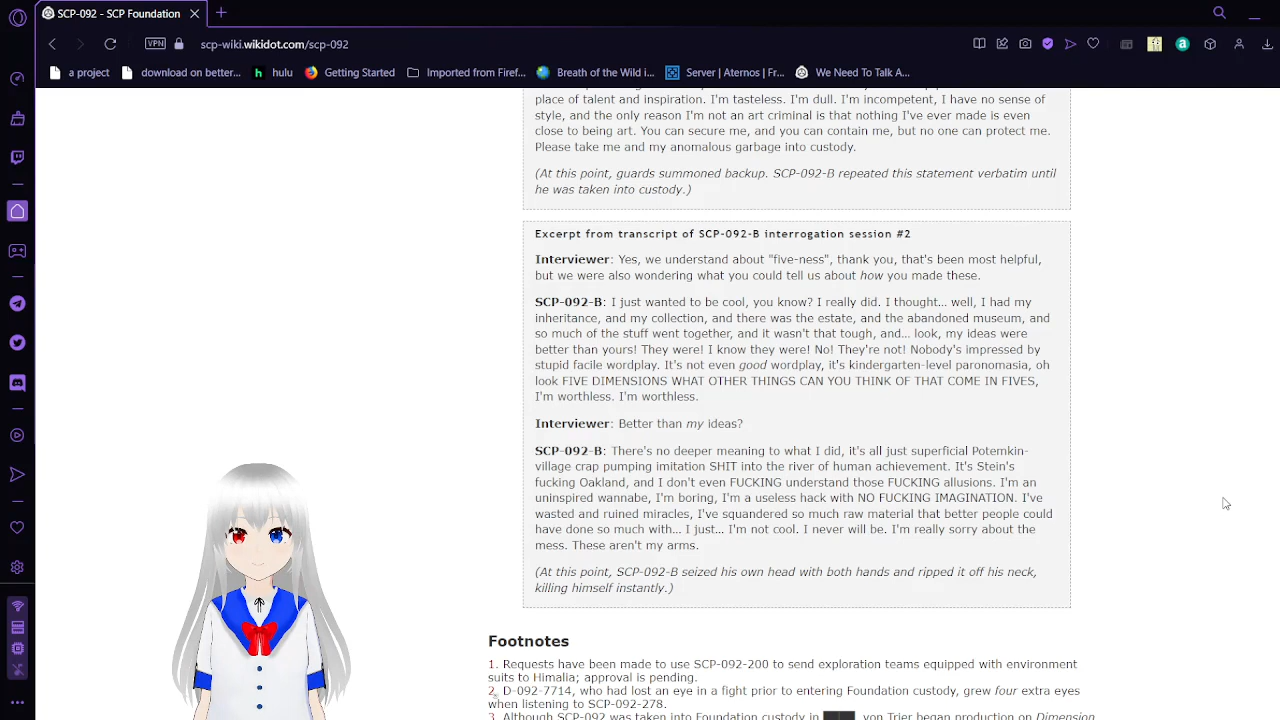 SCP-092 - SCP Foundation
VPN
scp-wiki.wikidot.com/scp-092
a project
download on better...
hulu
Getting Started
Imported from Firef...
Breath of the Wild i...
Server | Aternos | Fr...
We Need To Talk A...
place of talent and inspiration. I'm tasteless. I'm dull. I'm incompetent, I have no sense of
style, and the only reason I'm not an art criminal is that nothing I've ever made is even
close to being art. You can secure me, and you can contain me, but no one can protect me.
Please take me and my anomalous garbage into custody.
(At this point, guards summoned backup. SCP-092-B repeated this statement verbatim until
he was taken into custody.)
Excerpt from transcript of SCP-092-B interrogation session #2
Interviewer: Yes, we understand about "five-ness", thank you, that's been most helpful,
but we were also wondering what you could tell us about how you made these.
SCP-092-B: I just wanted to be cool, you know? I really did. I thought... well, I had my
inheritance, and my collection, and there was the estate, and the abandoned museum, and
so much of the stuff went together, and it wasn't that tough, and... look, my ideas were
better than yours! They were! I know they were! No! They're not! Nobody's impressed by
stupid facile wordplay. It's not even good wordplay, it's kindergarten-level paronomasia, oh
look FIVE DIMENSIONS WHAT OTHER THINGS CAN YOU THINK OF THAT COME IN FIVES,
I'm worthless. I'm worthless.
Interviewer: Better than my ideas?
SCP-092-B: There's no deeper meaning to what I did, it's all just superficial Potemkin-
village crap pumping imitation SHIT into the river of human achievement. It's Stein's
fucking Oakland, and I don't even FUCKING understand those FUCKING allusions. I'm an
uninspired wannabe, I'm boring, I'm a useless hack with NO FUCKING IMAGINATION. I've
wasted and ruined miracles, I've squandered so much raw material that better people could
have done so much with... I just... I'm not cool. I never will be. I'm really sorry about the
mess. These aren't my arms.
(At this point, SCP-092-B seized his own head with both hands and ripped it off his neck,
killing himself instantly.)
Footnotes
1. Requests have been made to use SCP-092-200 to send exploration teams equipped with environment
suits to Himalia; approval is pending.
2. D-092-7714, who had lost an eye in a fight prior to entering Foundation custody, grew four extra eyes
when listening to SCP-092-278.
3. Although SCP-092 was taken into Foundation custody in ██, von Trier began production on Dimension